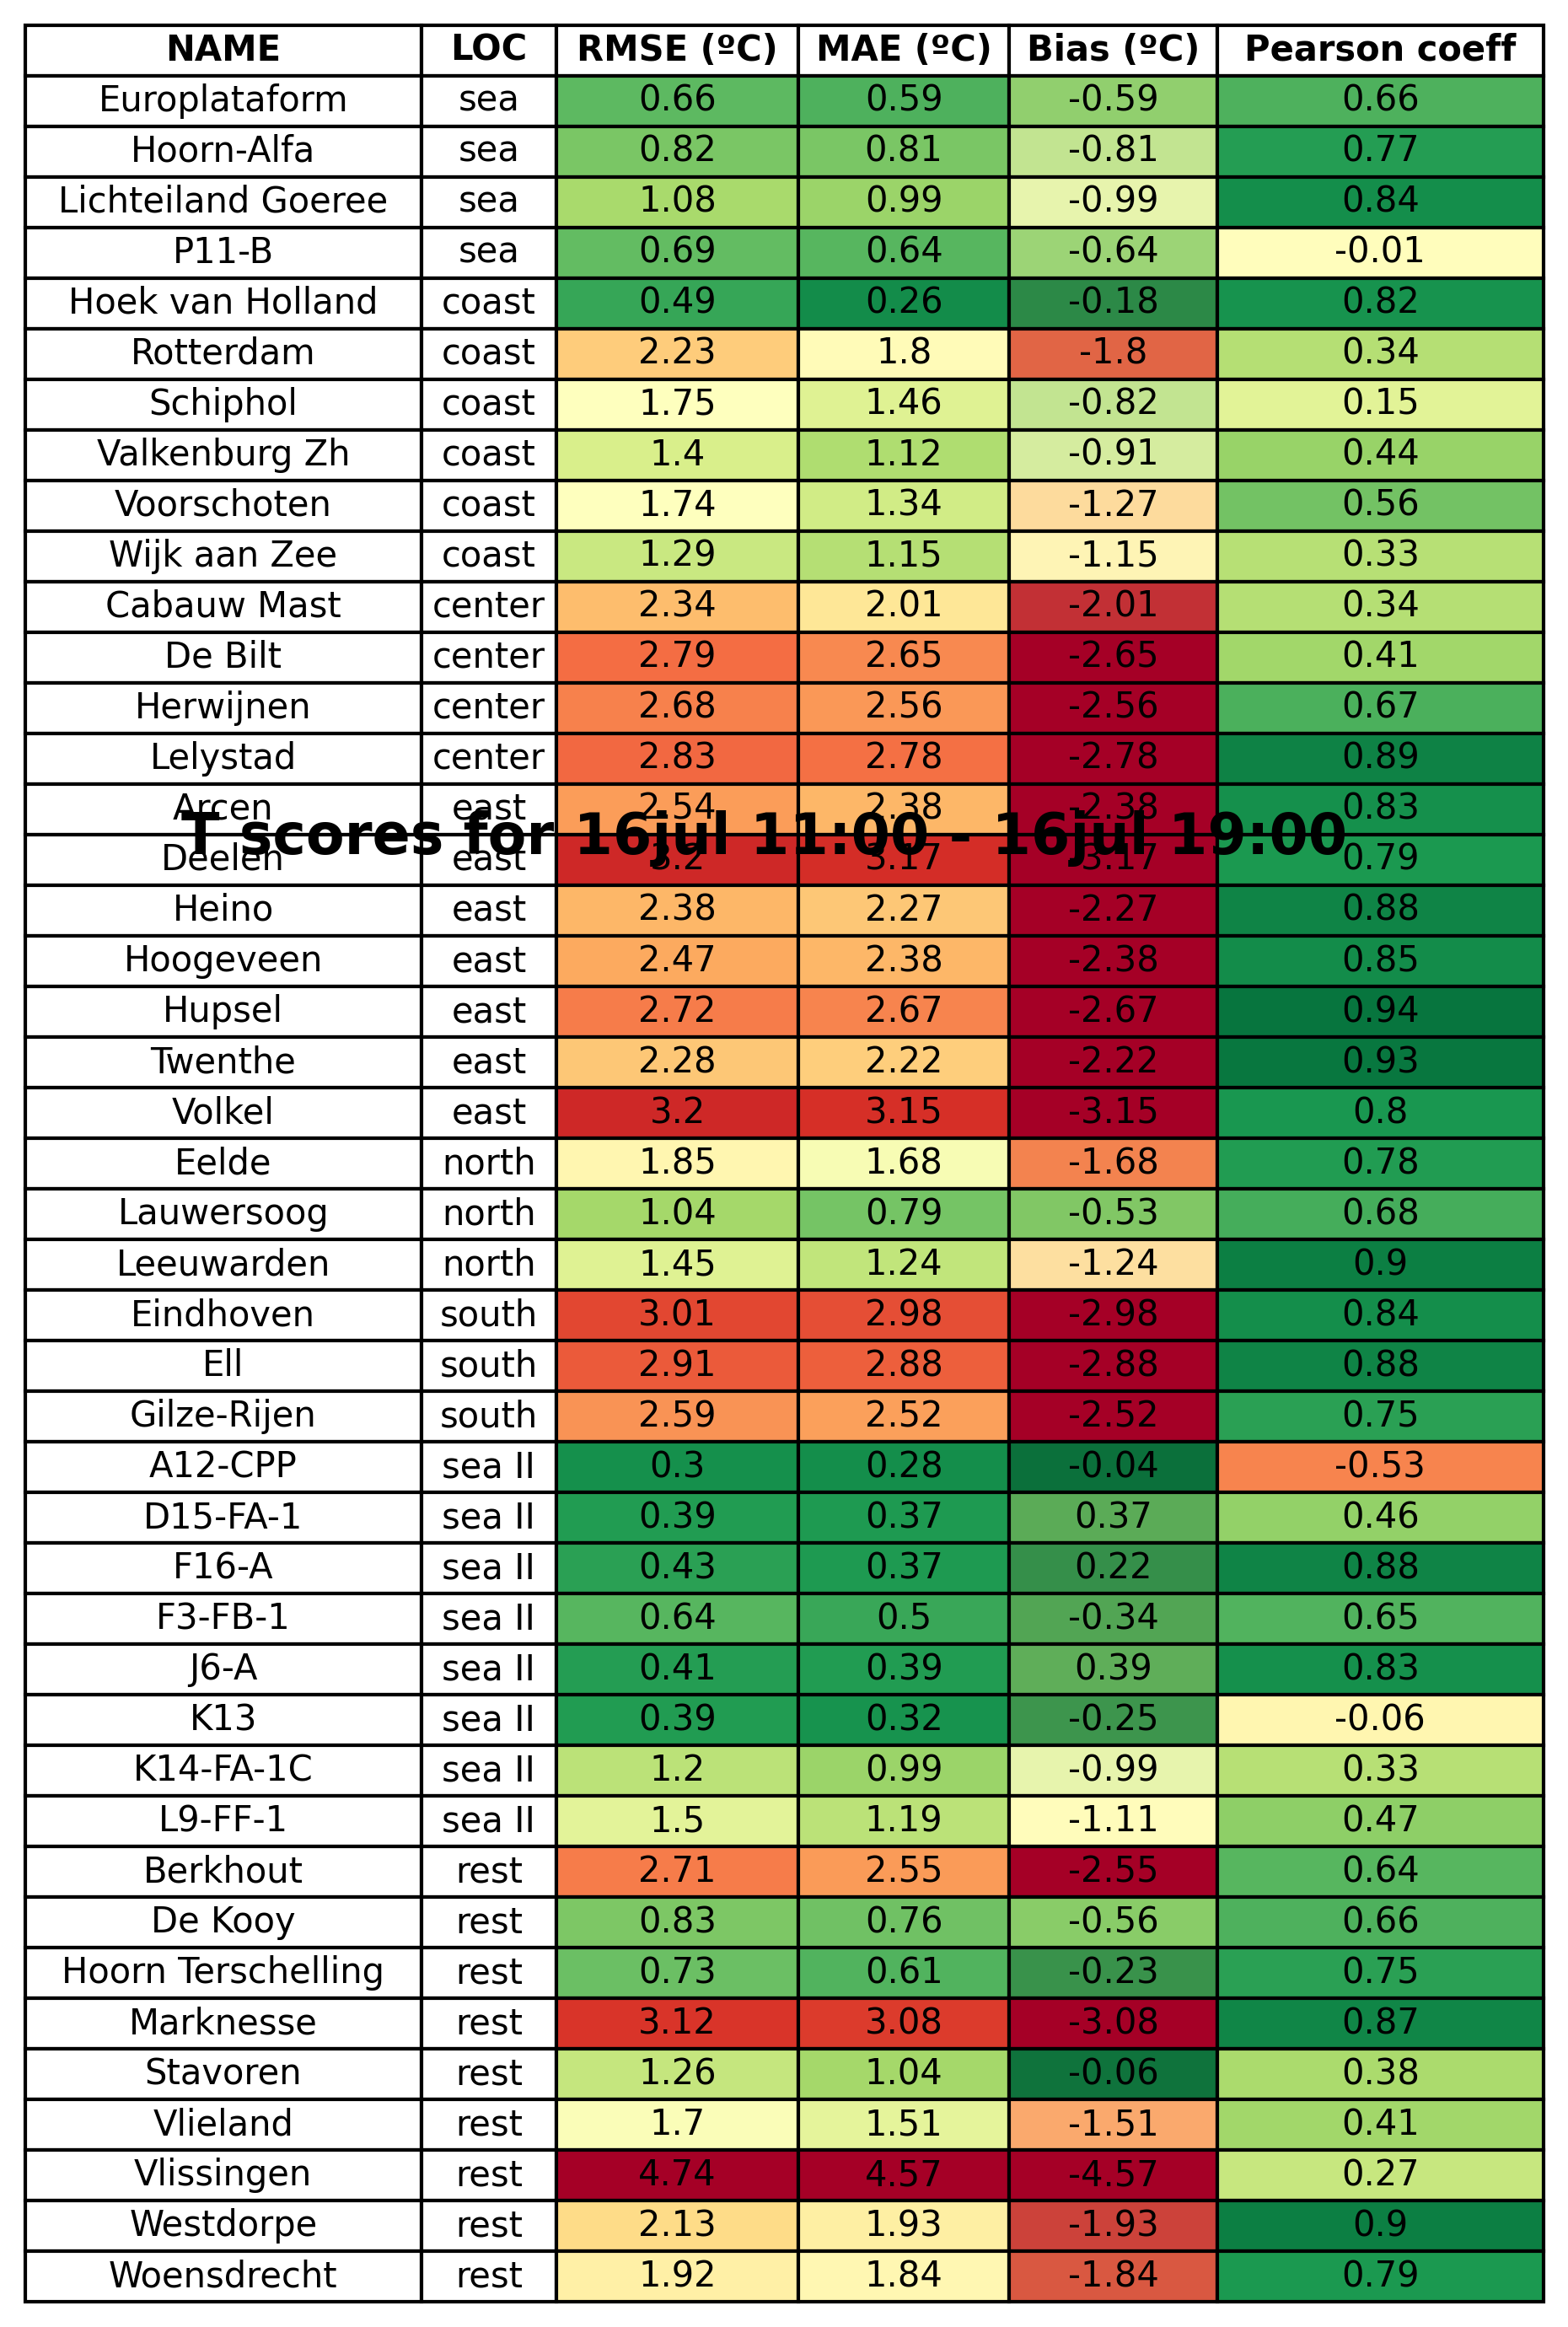 NAME LOC RMSE (ºC) MAE (ºC) Bias (ºC) Pearson coeff
Europlataform sea 0.66 0.59 -0.59 0.66
Hoorn-Alfa sea 0.82 0.81 -0.81 0.77
Lichteiland Goeree sea 1.08 0.99 -0.99 0.84
P11-B sea 0.69 0.64 -0.64 -0.01
Hoek van Holland coast 0.49 0.26 -0.18 0.82
Rotterdam coast 2.23 1.8 -1.8 0.34
Schiphol coast 1.75 1.46 -0.82 0.15
Valkenburg Zh coast 1.4 1.12 -0.91 0.44
Voorschoten coast 1.74 1.34 -1.27 0.56
Wijk aan Zee coast 1.29 1.15 -1.15 0.33
Cabauw Mast center 2.34 2.01 -2.01 0.34
De Bilt center 2.79 2.65 -2.65 0.41
Herwijnen center 2.68 2.56 -2.56 0.67
Lelystad center 2.83 2.78 -2.78 0.89
Arcen east 2.54 2.38 -2.38 0.83
T scores for 16jul 11:00 - 16jul 19:00
Deelen east 3.2 3.17 -3.17 0.79
Heino east 2.38 2.27 -2.27 0.88
Hoogeveen east 2.47 2.38 -2.38 0.85
Hupsel east 2.72 2.67 -2.67 0.94
Twenthe east 2.28 2.22 -2.22 0.93
Volkel east 3.2 3.15 -3.15 0.8
Eelde north 1.85 1.68 -1.68 0.78
Lauwersoog north 1.04 0.79 -0.53 0.68
Leeuwarden north 1.45 1.24 -1.24 0.9
Eindhoven south 3.01 2.98 -2.98 0.84
Ell south 2.91 2.88 -2.88 0.88
Gilze-Rijen south 2.59 2.52 -2.52 0.75
A12-CPP sea II 0.3 0.28 -0.04 -0.53
D15-FA-1 sea II 0.39 0.37 0.37 0.46
F16-A sea II 0.43 0.37 0.22 0.88
F3-FB-1 sea II 0.64 0.5 -0.34 0.65
J6-A sea II 0.41 0.39 0.39 0.83
K13 sea II 0.39 0.32 -0.25 -0.06
K14-FA-1C sea II 1.2 0.99 -0.99 0.33
L9-FF-1 sea II 1.5 1.19 -1.11 0.47
Berkhout rest 2.71 2.55 -2.55 0.64
De Kooy rest 0.83 0.76 -0.56 0.66
Hoorn Terschelling rest 0.73 0.61 -0.23 0.75
Marknesse rest 3.12 3.08 -3.08 0.87
Stavoren rest 1.26 1.04 -0.06 0.38
Vlieland rest 1.7 1.51 -1.51 0.41
Vlissingen rest 4.74 4.57 -4.57 0.27
Westdorpe rest 2.13 1.93 -1.93 0.9
Woensdrecht rest 1.92 1.84 -1.84 0.79